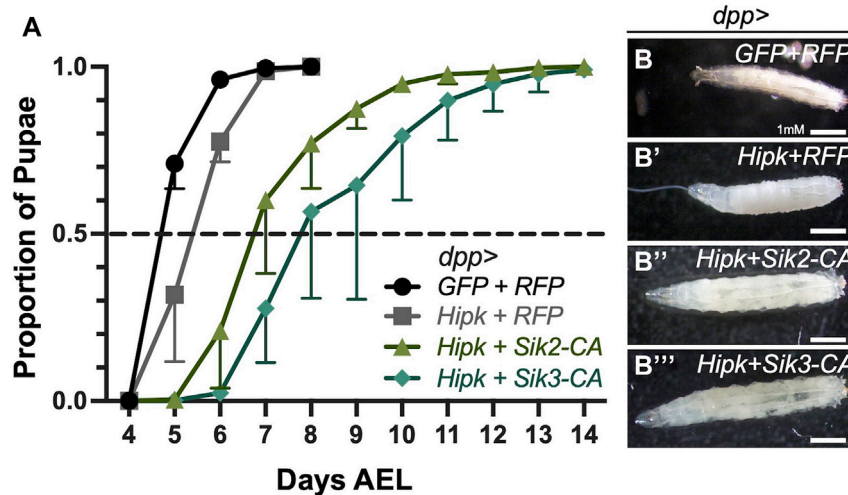 A
dpp>
Proportion of Pupae
1.0
0.5
0.0
dpp>
GFP + RFP
Hipk + RFP
Hipk + Sik2-CA
Hipk + Sik3-CA
4 5 6 7 8 9 10 11 12 13 14
Days AEL
B GFP+RFP
1mM
B' Hipk+RFP
B'' Hipk+Sik2-CA
B''' Hipk+Sik3-CA